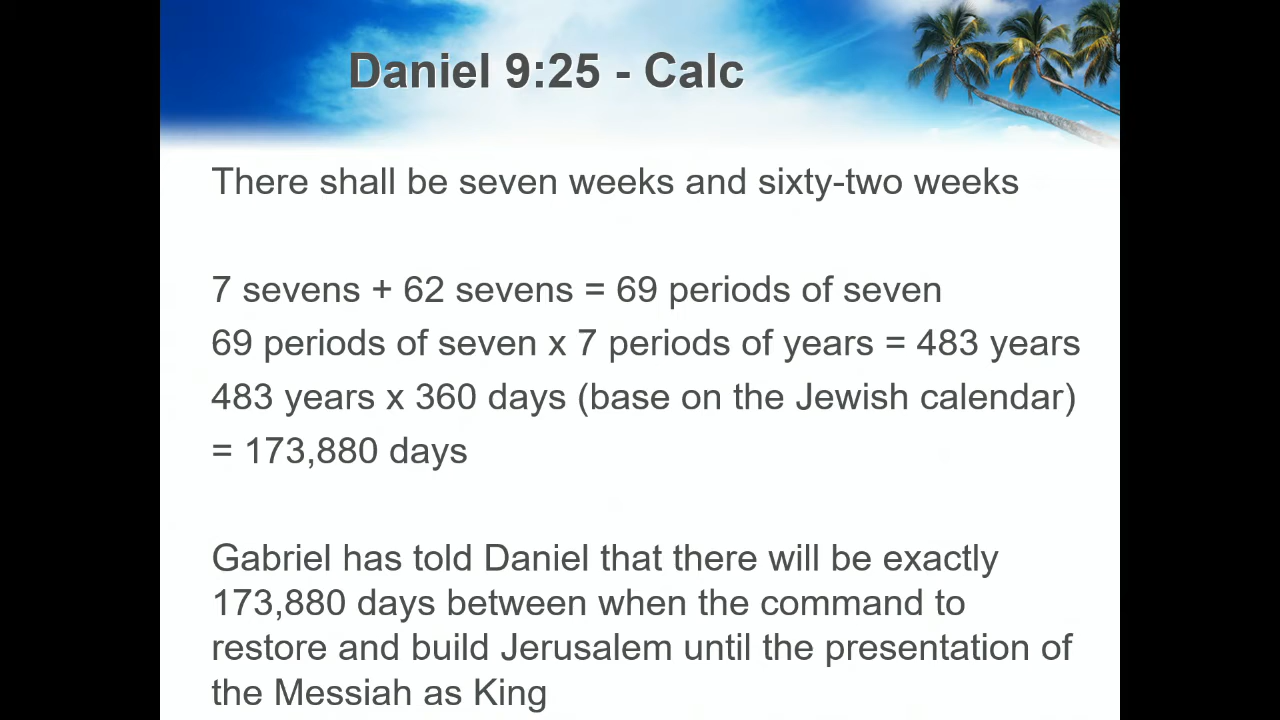 Daniel 9:25 - Calc
There shall be seven weeks and sixty-two weeks
7 sevens + 62 sevens = 69 periods of seven
69 periods of seven x 7 periods of years = 483 years
483 years x 360 days (base on the Jewish calendar)
= 173,880 days
Gabriel has told Daniel that there will be exactly
173,880 days between when the command to
restore and build Jerusalem until the presentation of
the Messiah as King